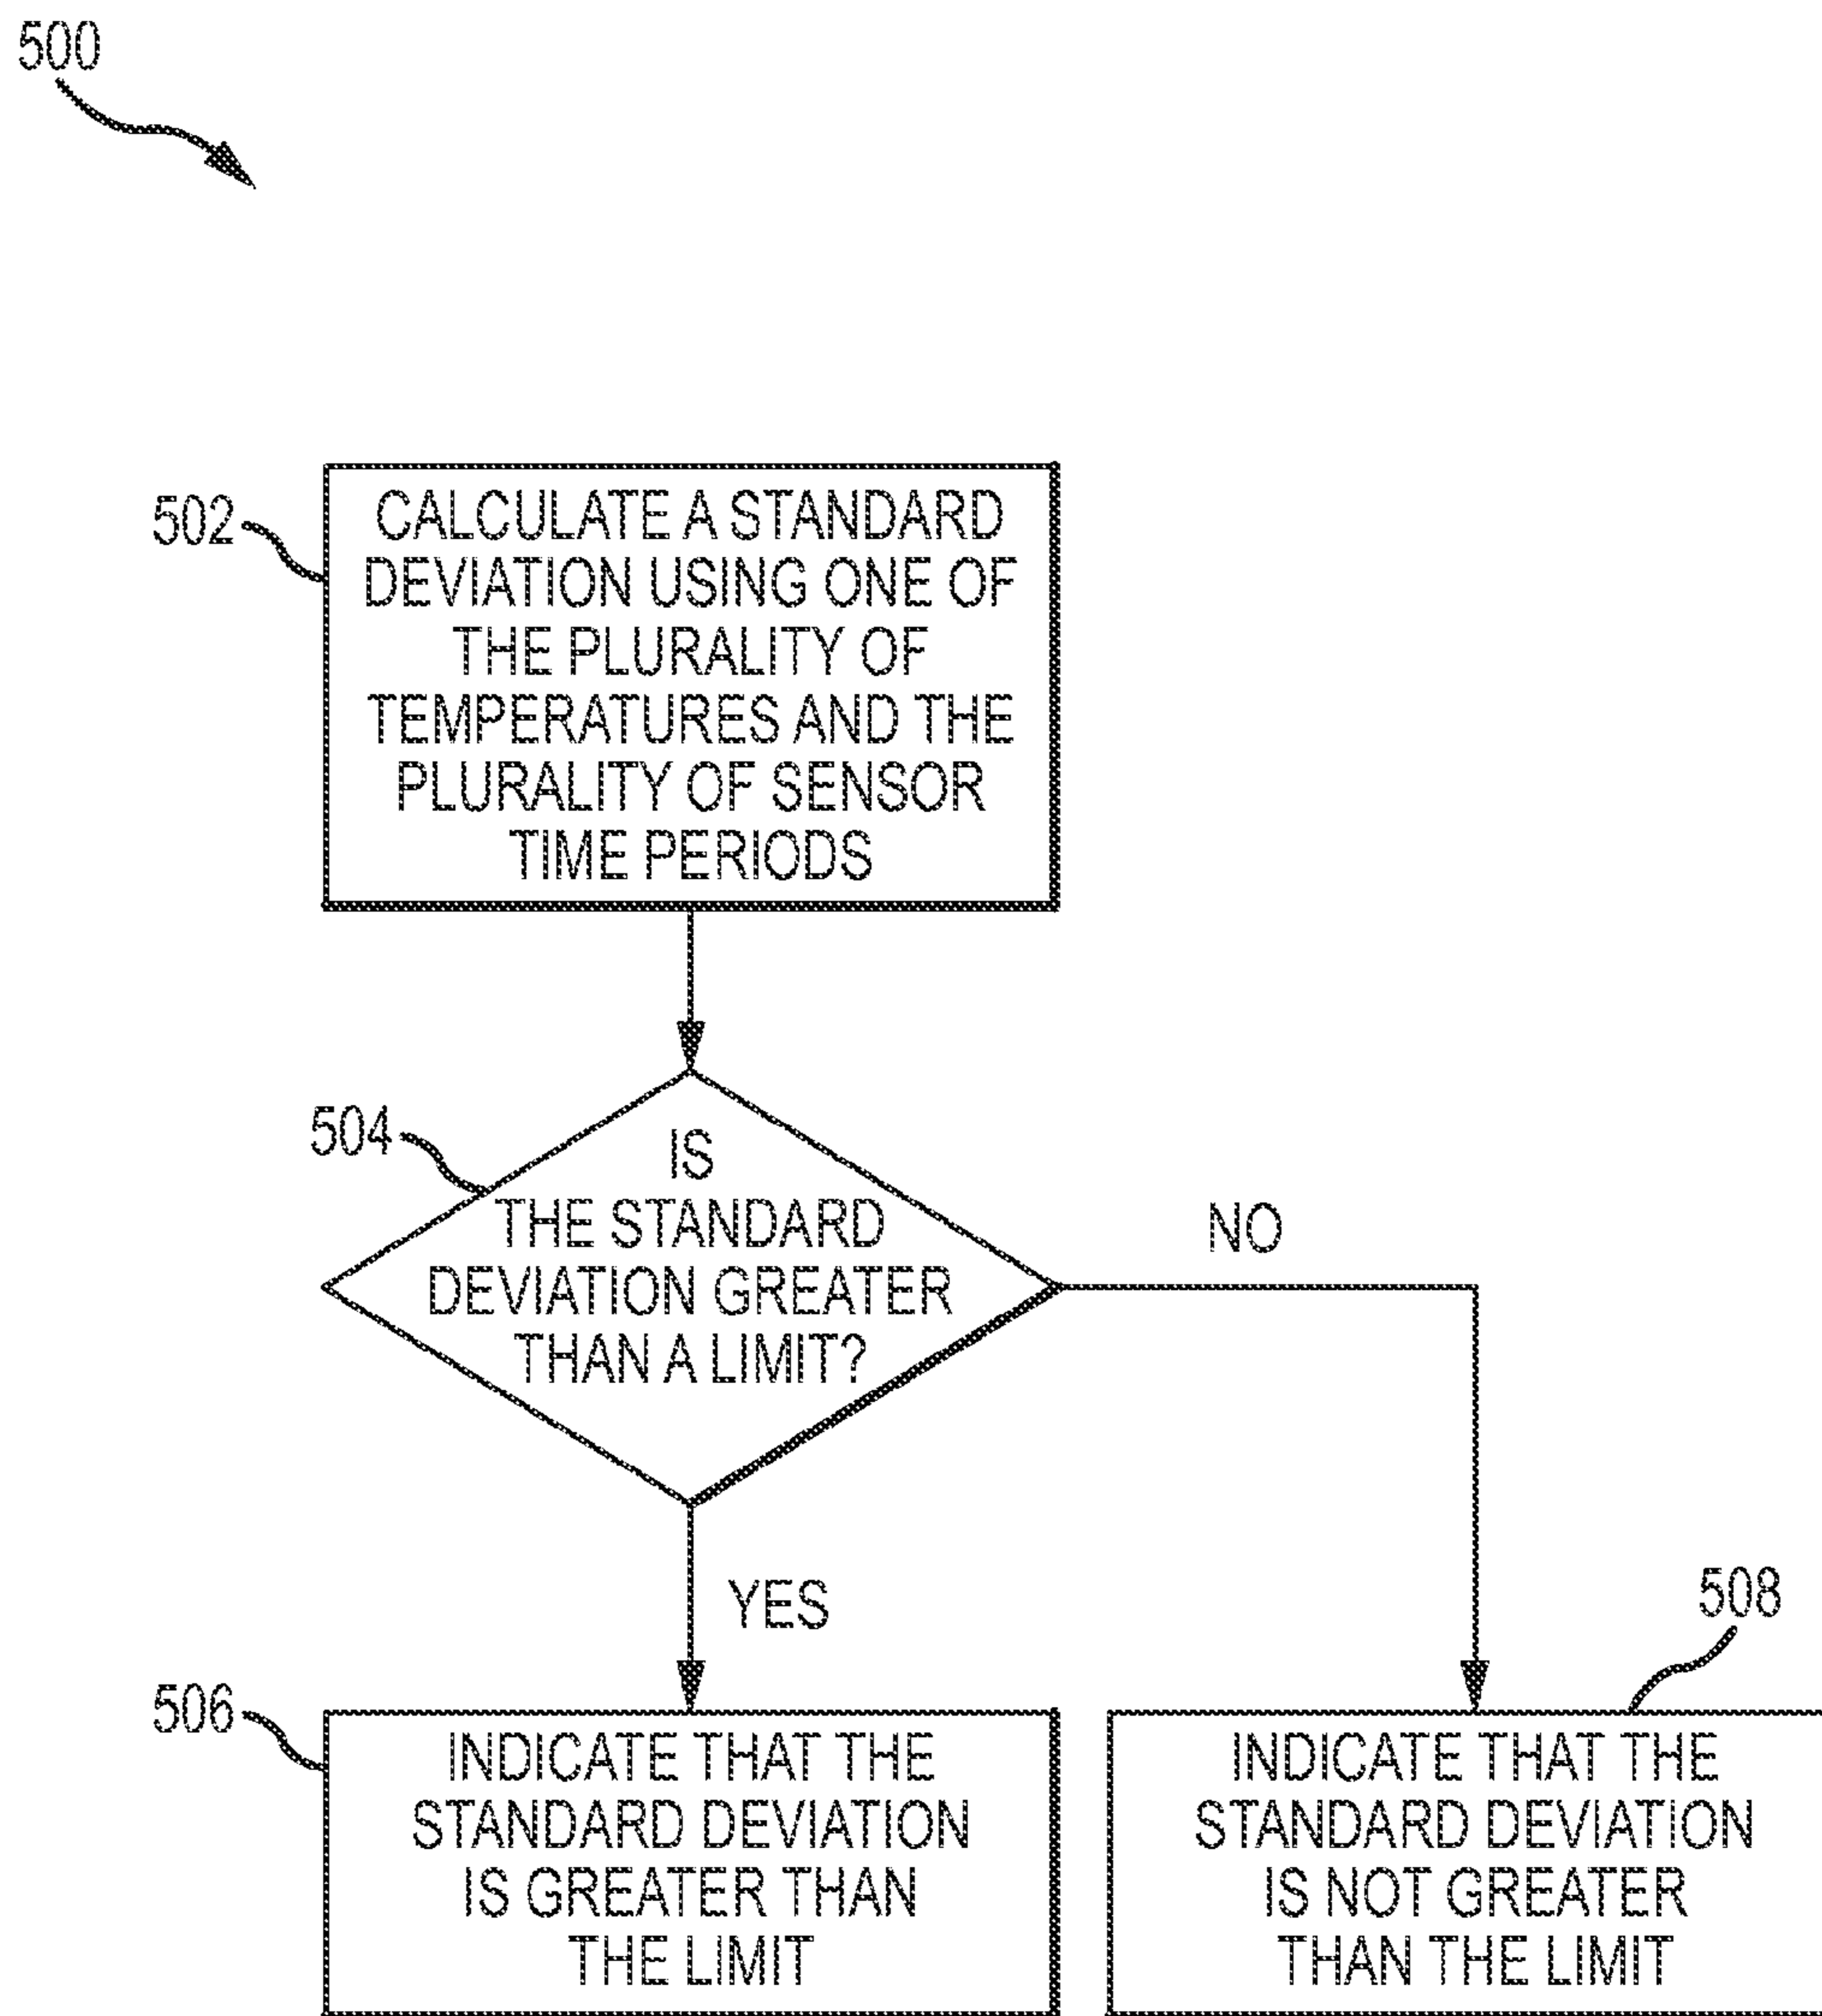 500
502
CALCULATE A STANDARD
DEVIATION USING ONE OF
THE PLURALITY OF
TEMPERATURES AND THE
PLURALITY OF SENSOR
TIME PERIODS
504
IS
THE STANDARD
DEVIATION GREATER
THAN A LIMIT?
NO
YES
506
INDICATE THAT THE
STANDARD DEVIATION
IS GREATER THAN
THE LIMIT
508
INDICATE THAT THE
STANDARD DEVIATION
IS NOT GREATER
THAN THE LIMIT